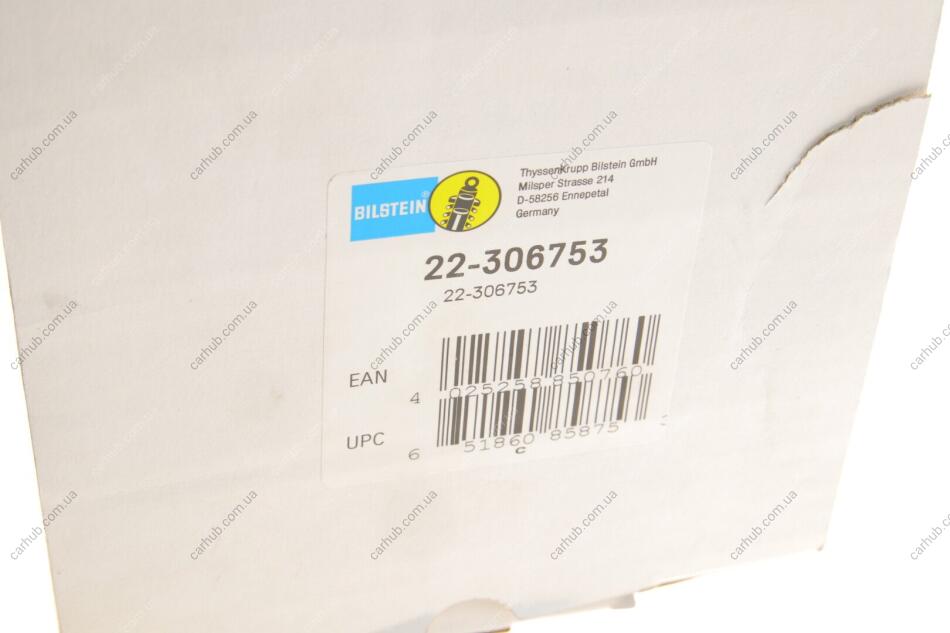 BILSTEIN®
ThyssenKrupp Bilstein GmbH
Milsper Strasse 214
D-58256 Ennepetal
Germany
22-306753
22-306753
EAN
4 025258 850760
UPC
6 51860 85875
c
carhub.com.ua